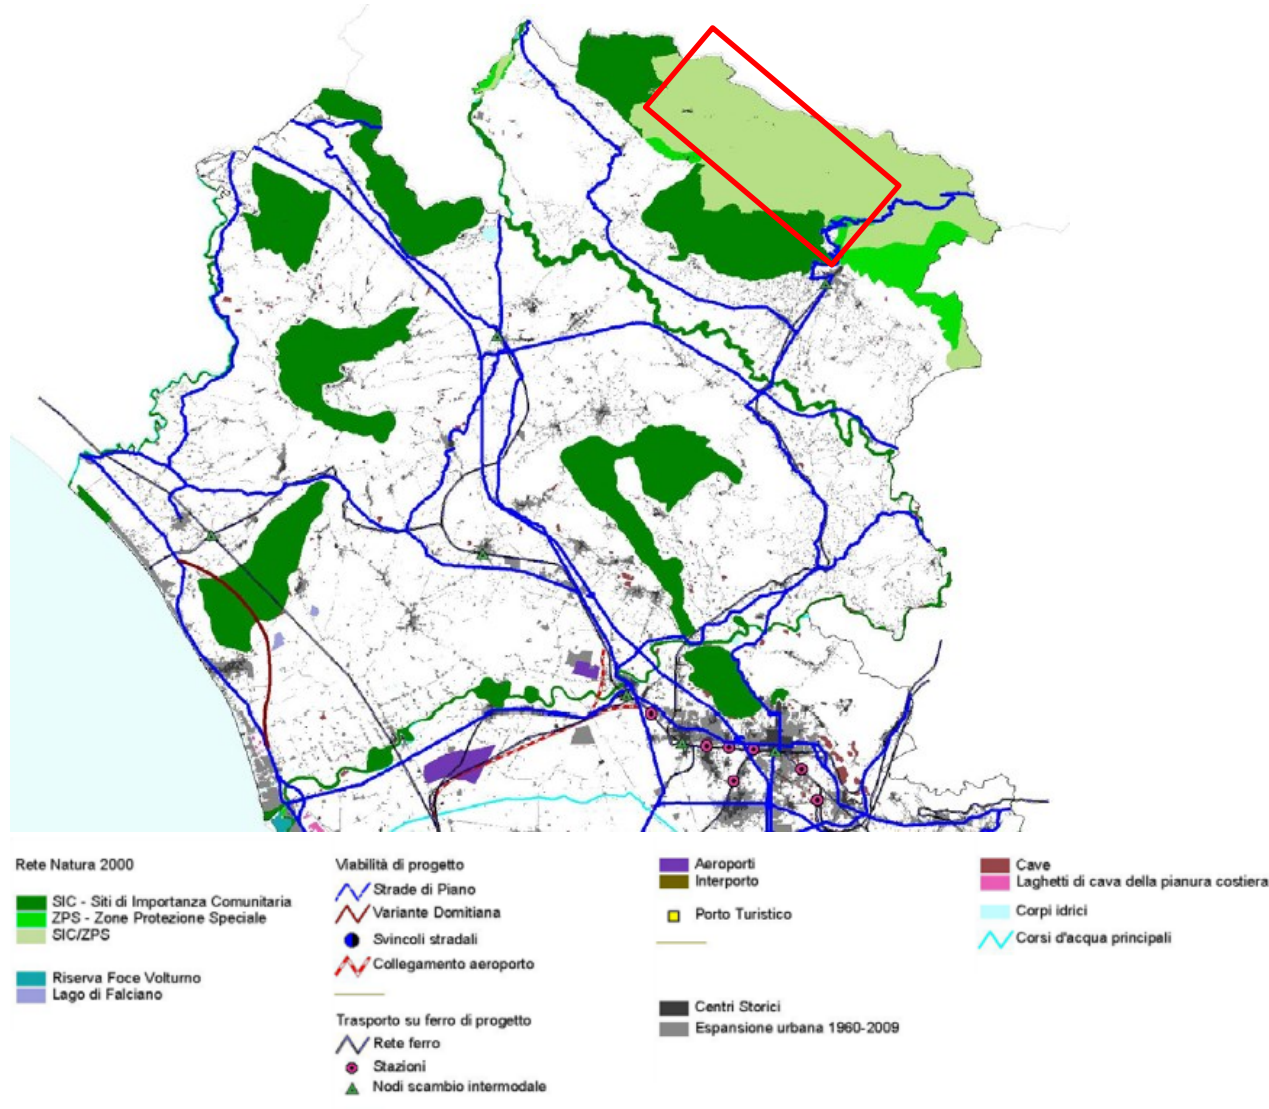 Rete Natura 2000
SIC - Siti di Importanza Comunitaria
ZPS - Zone Protezione Speciale
SIC/ZPS
Riserva Foce Volturno
Lago di Falciano
Viabilità di progetto
Strade di Piano
Variante Domitiana
Svincoli stradali
Collegamento aeroporto
Trasporto su ferro di progetto
Rete ferro
Stazioni
Nodi scambio intermodale
Aeroporti
Interporto
Porto Turistico
Centri Storici
Espansione urbana 1960-2009
Cave
Laghetti di cava della pianura costiera
Corpi idrici
Corsi d'acqua principali